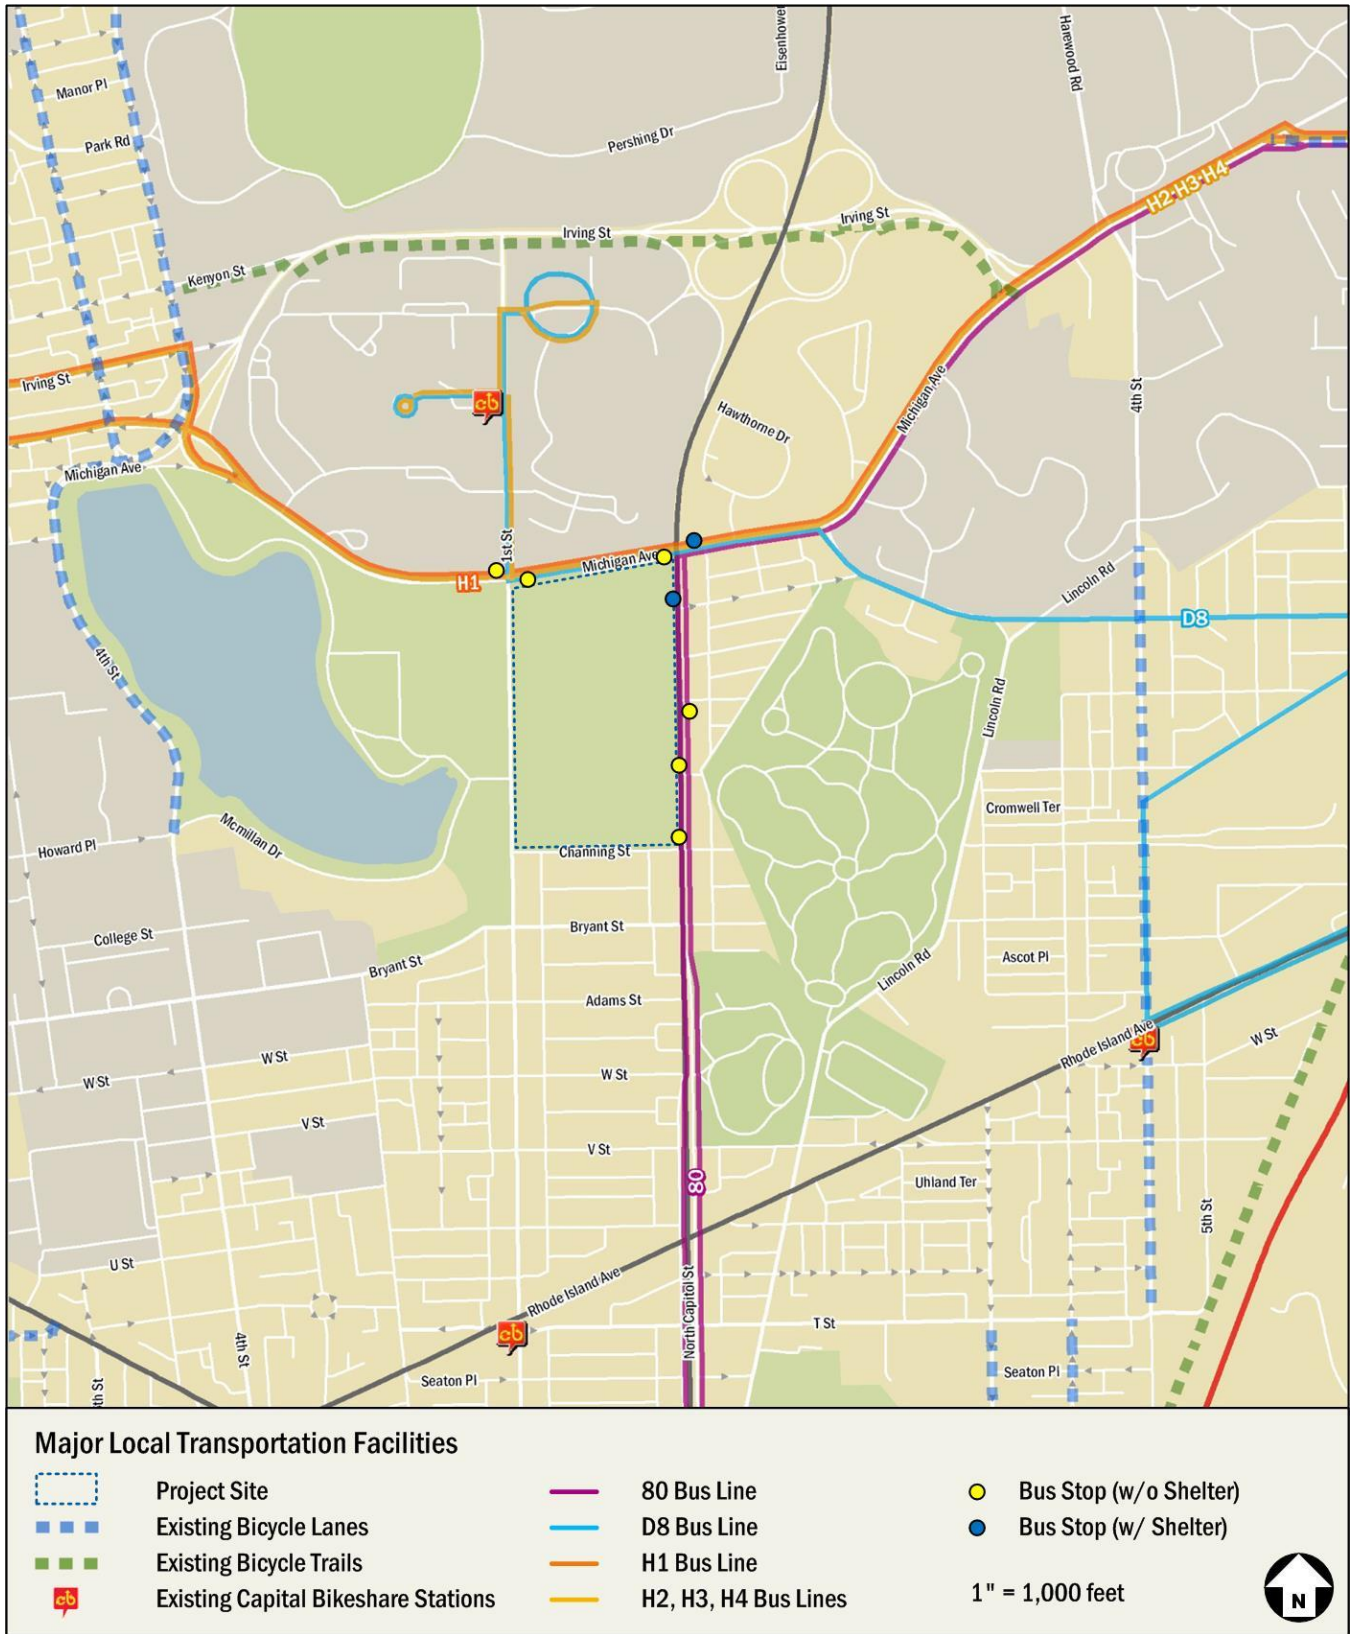 Eisenhower
Harewood Rd
Manor Pl
Park Rd
Pershing Dr
H2-H3-H4
Irving St
Irving St
Kenyon St
Irving St
Michigan Ave
4th St
Hawthorne Dr
Michigan Ave
1st St
Michigan Ave
H1
Lincoln Rd
D8
4th St
Lincoln Rd
Cromwell Ter
Mcmillan Dr
Howard Pl
Channing St
College St
Bryant St
Bryant St
Ascot Pl
Lincoln Rd
Adams St
Rhode Island Ave
W St
W St
W St
W St
V St
V St
80
Uhland Ter
5th St
U St
Rhode Island Ave
North Capitol St
T St
4th St
Seaton Pl
Seaton Pl
th St
cb
cb
cb
Major Local Transportation Facilities
Project Site
Existing Bicycle Lanes
Existing Bicycle Trails
cb Existing Capital Bikeshare Stations
80 Bus Line
D8 Bus Line
H1 Bus Line
H2, H3, H4 Bus Lines
Bus Stop (w/o Shelter)
Bus Stop (w/ Shelter)
1" = 1,000 feet
N